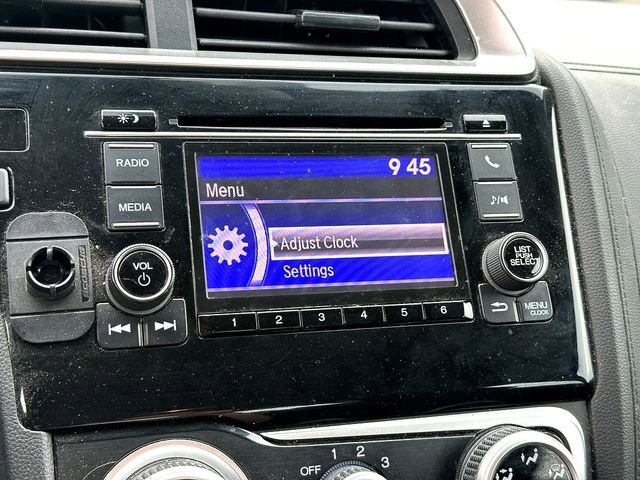 RADIO
MEDIA
VOL
9 45
Menu
Adjust Clock
Settings
1 2 3 4 5 6
LIST
PUSH
SELECT
MENU
CLOCK
OFF 1 2 3